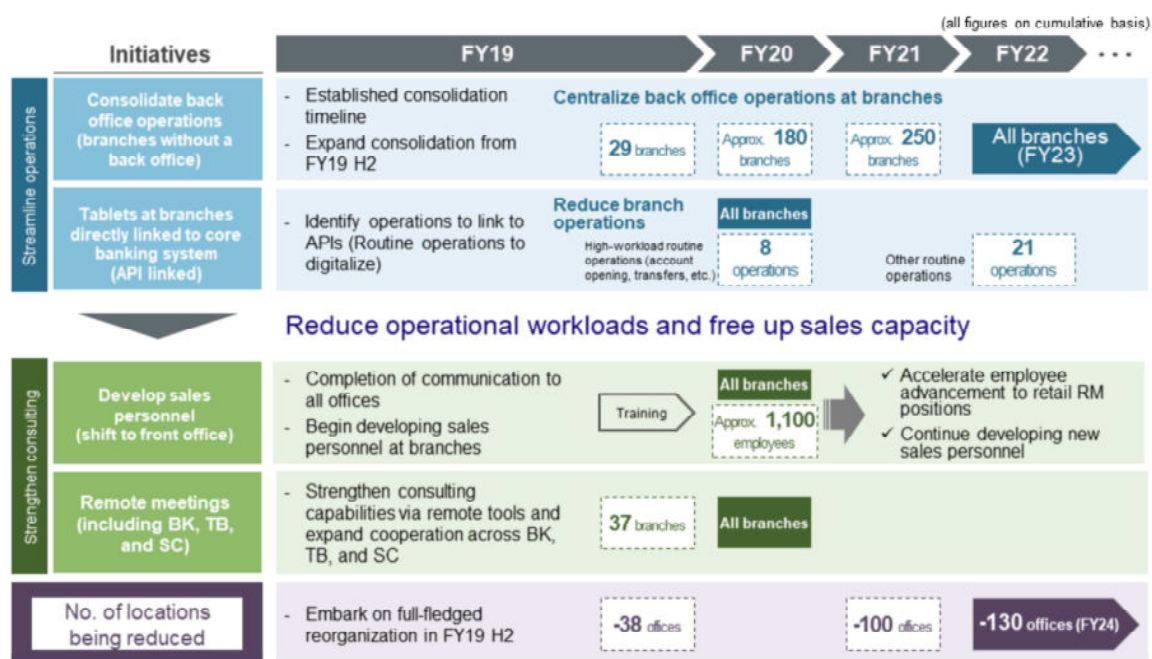 (all figures on cumulative basis)
Initiatives
FY19
FY20
FY21
FY22
...
Streamline operations
Consolidate back
office operations
(branches without a
back office)
- Established consolidation
timeline
- Expand consolidation from
FY19 H2
Centralize back office operations at branches
29 branches
Approx. 180
branches
Approx. 250
branches
All branches
(FY23)
Tablets at branches
directly linked to core
banking system
(API linked)
- Identify operations to link to
APIs (Routine operations to
digitalize)
Reduce branch
operations
High-workload routine
operations (account
opening, transfers, etc.)
All branches
8
operations
Other routine
operations
21
operations
Reduce operational workloads and free up sales capacity
Strengthen consulting
Develop sales
personnel
(shift to front office)
- Completion of communication to
all offices
- Begin developing sales
personnel at branches
Training
All branches
Approx. 1,100
employees
✓ Accelerate employee
advancement to retail RM
positions
✓ Continue developing new
sales personnel
Remote meetings
(including BK, TB,
and SC)
- Strengthen consulting
capabilities via remote tools and
expand cooperation across BK,
TB, and SC
37 branches
All branches
No. of locations
being reduced
- Embark on full-fledged
reorganization in FY19 H2
-38 offices
-100 offices
-130 offices (FY24)